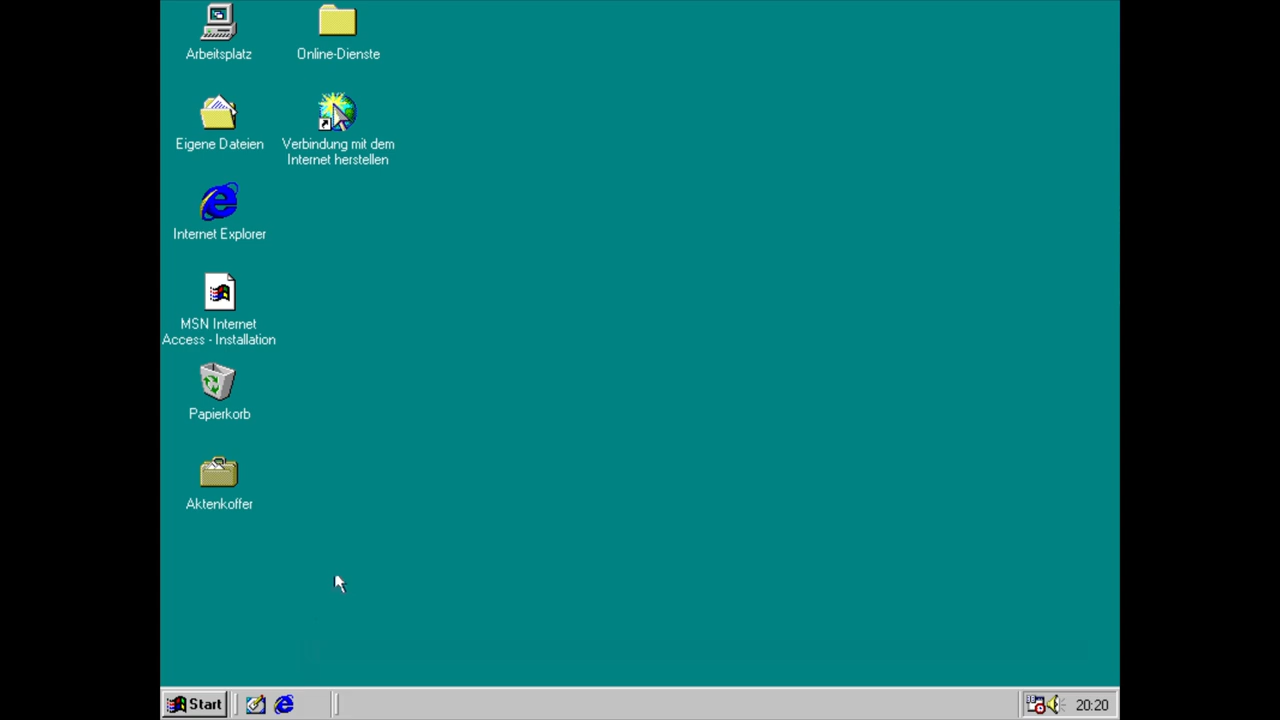 Arbeitsplatz
Online-Dienste
Eigene Dateien
Verbindung mit dem
Internet herstellen
Internet Explorer
MSN Internet
Access - Installation
Papierkorb
Aktenkoffer
Start
20:20